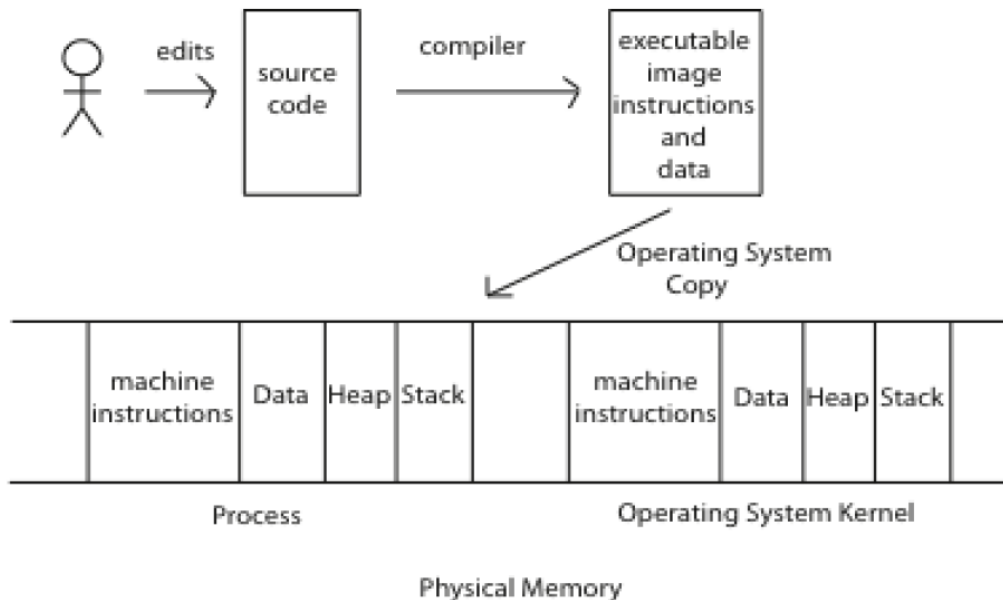 edits
source
code
compiler
executable
image
instructions
and
data
Operating System
Copy
machine
instructions
Data
Heap
Stack
machine
instructions
Data
Heap
Stack
Process
Operating System Kernel
Physical Memory